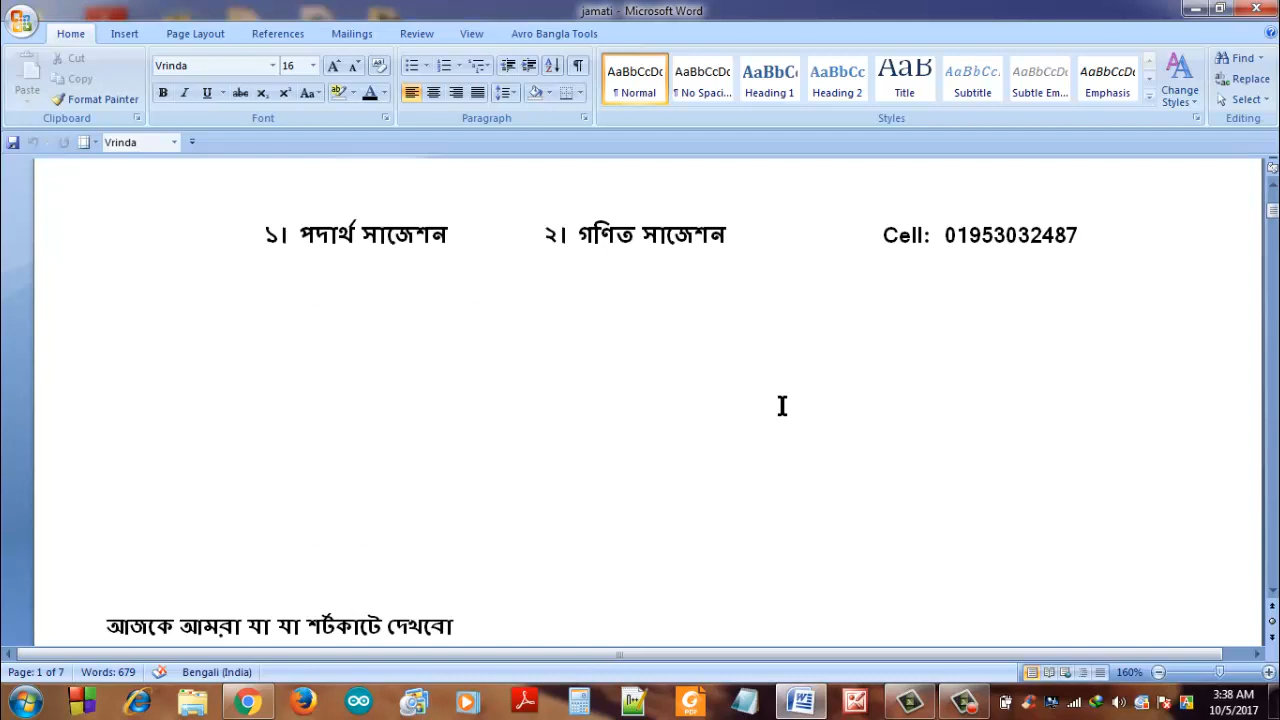 jamati - Microsoft Word
Home Insert Page Layout References Mailings Review View Avro Bangla Tools
Paste Cut Copy Format Painter Clipboard
Vrinda 16 Font
Paragraph
AaBbCcDc ¶ Normal AaBbCcDc ¶ No Spaci... AaBbC Heading 1 AaBbCc Heading 2 AaB Title AaBbCc. Subtitle AaBbCcDc Subtle Em... AaBbCcDc Emphasis
Change Styles Styles
Find Replace Select Editing
Vrinda
১। পদার্থ সাজেশন ২। গণিত সাজেশন Cell: 01953032487
আজকে আমরা যা যা শর্টকাটে দেখবো
Page: 1 of 7 Words: 679 Bengali (India) 160%
3:38 AM
10/5/2017